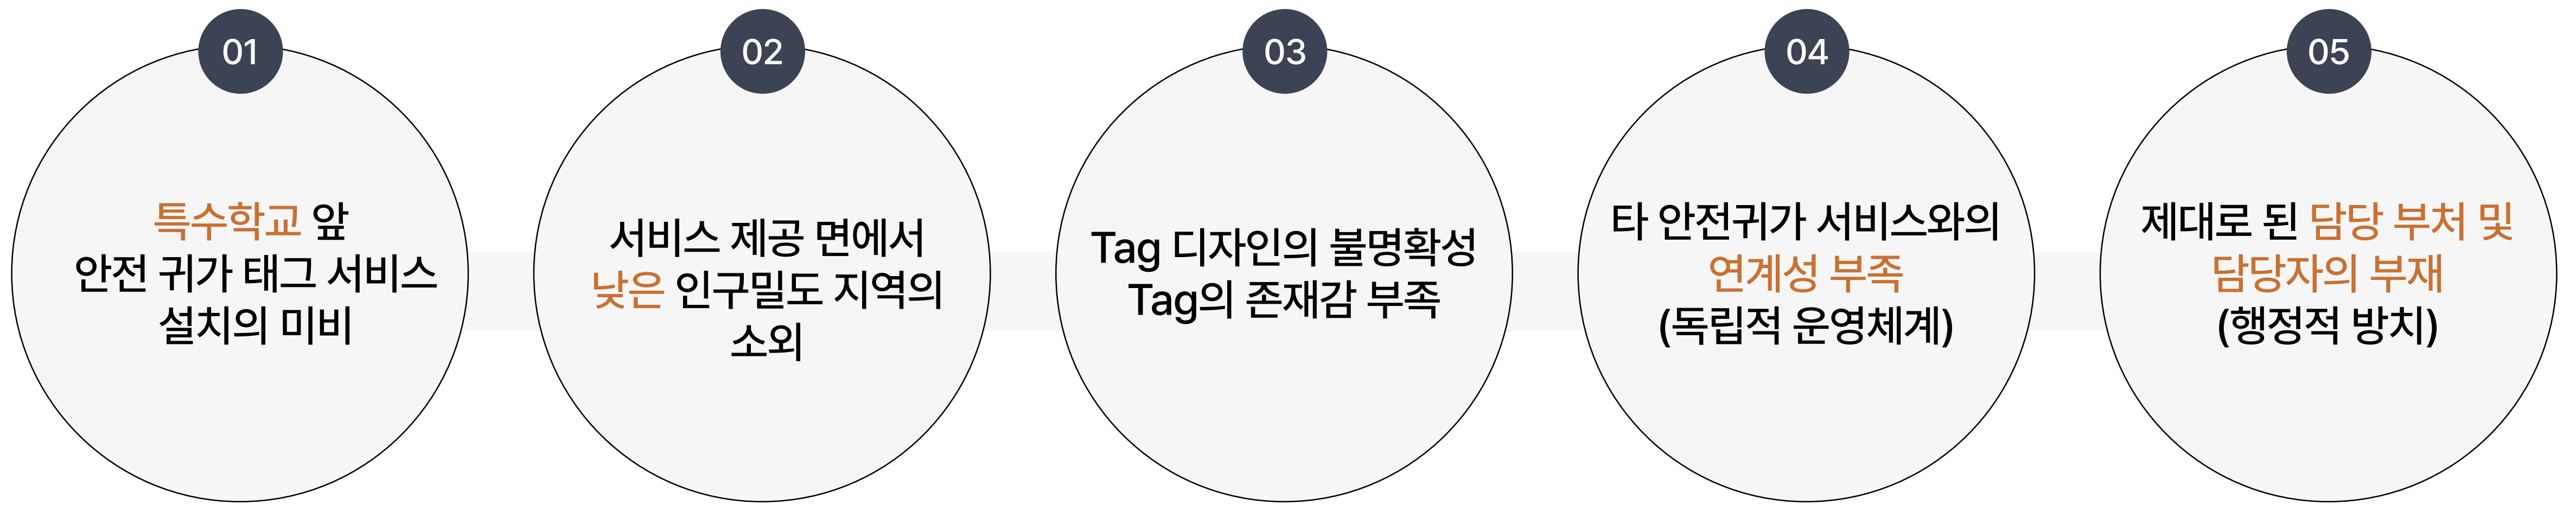 01
특수학교 앞
안전 귀가 태그 서비스
설치의 미비
02
서비스 제공 면에서
낮은 인구밀도 지역의
소외
03
Tag 디자인의 불명확성
Tag의 존재감 부족
04
타 안전귀가 서비스와의
연계성 부족
(독립적 운영체계)
05
제대로 된 담당 부처 및
담당자의 부재
(행정적 방치)